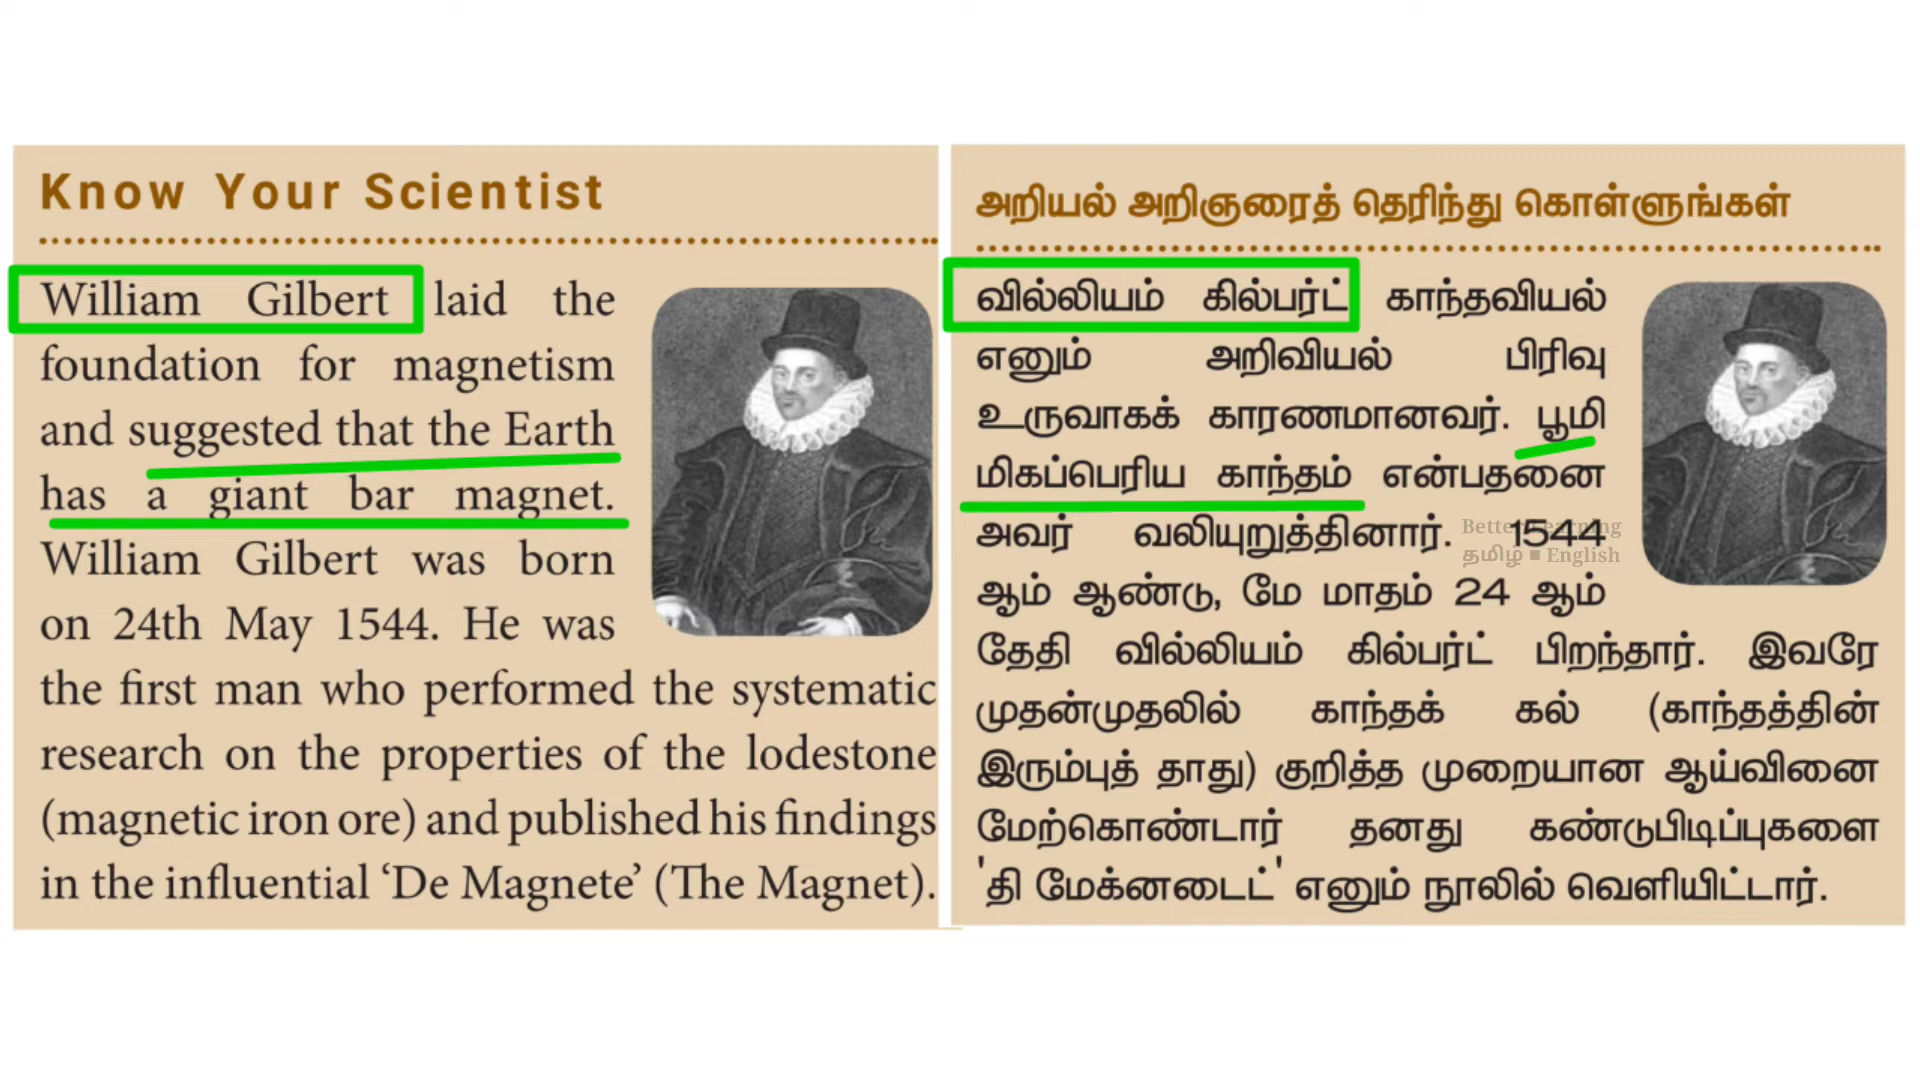 Know Your Scientist
William Gilbert laid the
foundation for magnetism
and suggested that the Earth
has a giant bar magnet.
William Gilbert was born
on 24th May 1544. He was
the first man who performed the systematic
research on the properties of the lodestone
(magnetic iron ore) and published his findings
in the influential ‘De Magnete’ (The Magnet).
அறியல் அறிஞரைத் தெரிந்து கொள்ளுங்கள்
வில்லியம் கில்பர்ட் காந்தவியல்
எனும் அறிவியல் பிரிவு
உருவாகக் காரணமானவர். பூமி
மிகப்பெரிய காந்தம் என்பதனை
அவர் வலியுறுத்தினார். 1544
ஆம் ஆண்டு, மே மாதம் 24 ஆம்
தேதி வில்லியம் கில்பர்ட் பிறந்தார். இவரே
முதன்முதலில் காந்தக் கல் (காந்தத்தின்
இரும்புத் தாது) குறித்த முறையான ஆய்வினை
மேற்கொண்டார் தனது கண்டுபிடிப்புகளை
'தி மேக்னடைட்' எனும் நூலில் வெளியிட்டார்.
Better Learning
தமிழ் ■ English